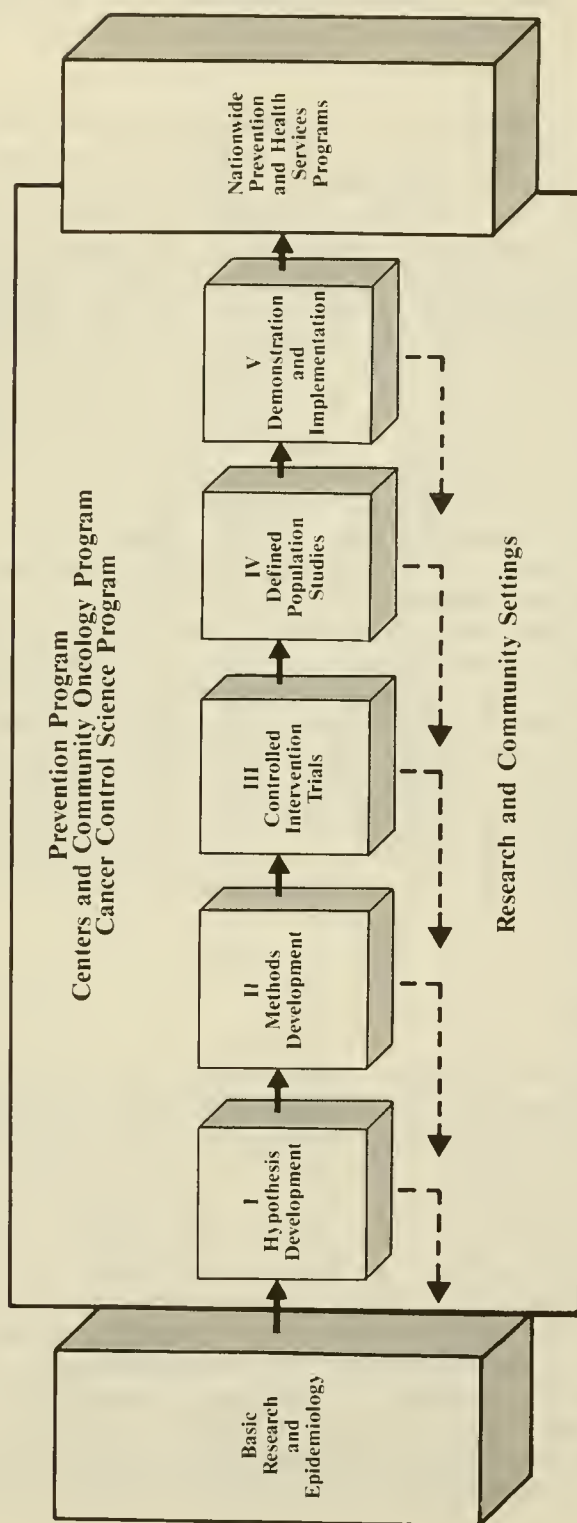 Prevention Program
Centers and Community Oncology Program
Cancer Control Science Program
Basic
Research
and
Epidemiology
I
Hypothesis
Development
II
Methods
Development
III
Controlled
Intervention
Trials
IV
Defined
Population
Studies
V
Demonstration
and
Implementation
Nationwide
Prevention
and Health
Services
Programs
Research and Community Settings